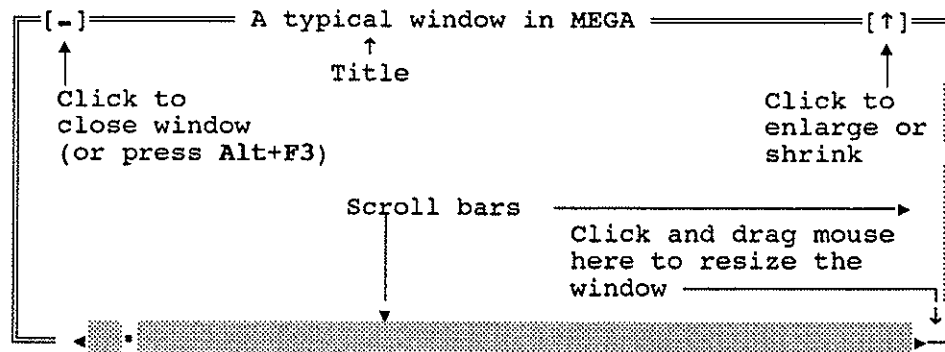 [-] A typical window in MEGA [↑]
↑
Title
Click to
close window
(or press Alt+F3)
Click to
enlarge or
shrink
Scroll bars
Click and drag mouse
here to resize the
window